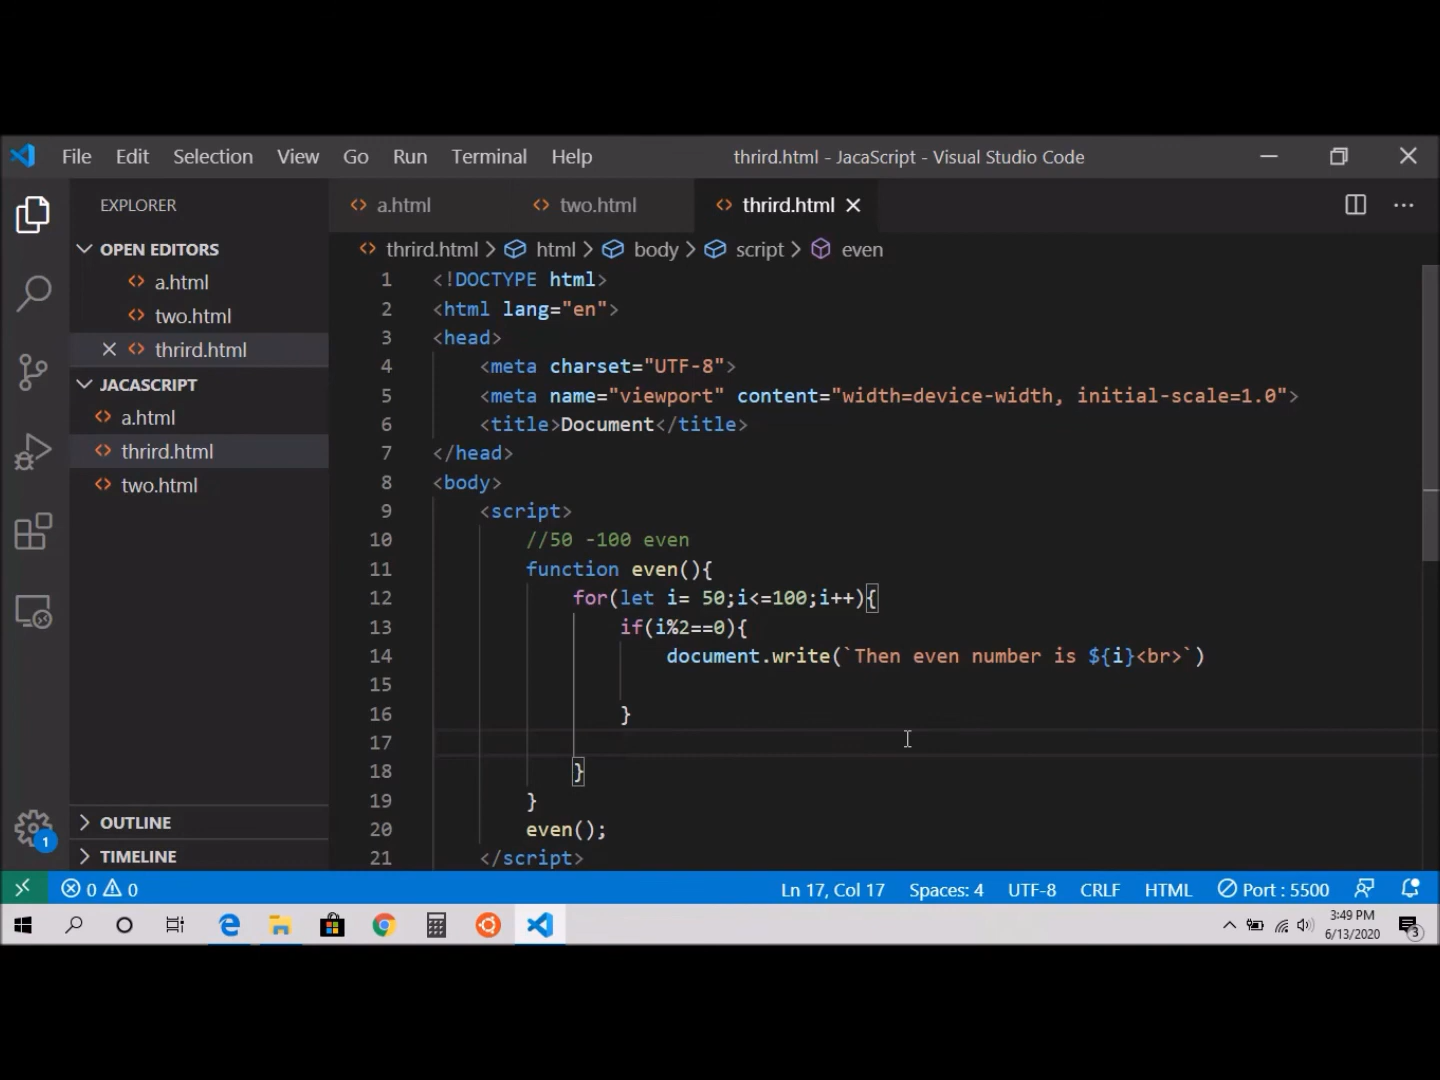 File Edit Selection View Go Run Terminal Help thrird.html - JacaScript - Visual Studio Code
EXPLORER
OPEN EDITORS
a.html
two.html
thrird.html
JACASCRIPT
a.html
thrird.html
two.html
OUTLINE
TIMELINE
a.html two.html thrird.html
thrird.html > html > body > script > even
1 <!DOCTYPE html>
2 <html lang="en">
3 <head>
4 <meta charset="UTF-8">
5 <meta name="viewport" content="width=device-width, initial-scale=1.0">
6 <title>Document</title>
7 </head>
8 <body>
9 <script>
10 //50 -100 even
11 function even(){
12 for(let i= 50;i<=100;i++){
13 if(i%2==0){
14 document.write(`Then even number is ${i}<br>`)
15
16 }
17
18 }
19 }
20 even();
21 </script>
1
0 0 Ln 17, Col 17 Spaces: 4 UTF-8 CRLF HTML Port : 5500
3:49 PM
6/13/2020
3